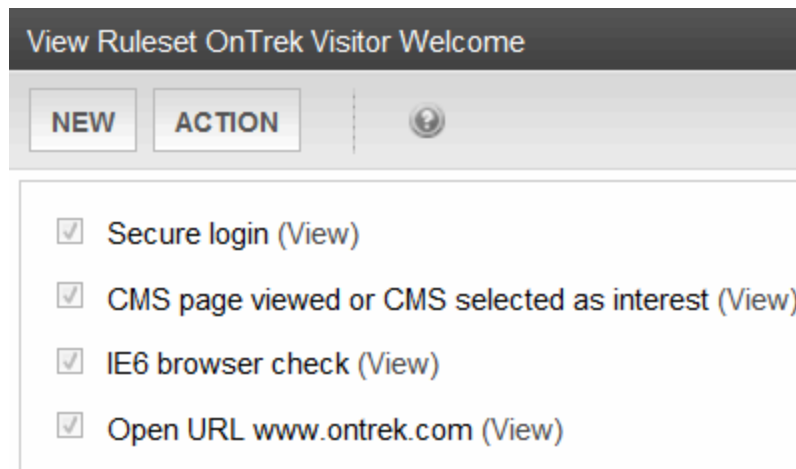 View Ruleset OnTrek Visitor Welcome
NEW ACTION ?
Secure login (View)
CMS page viewed or CMS selected as interest (View)
IE6 browser check (View)
Open URL www.ontrek.com (View)